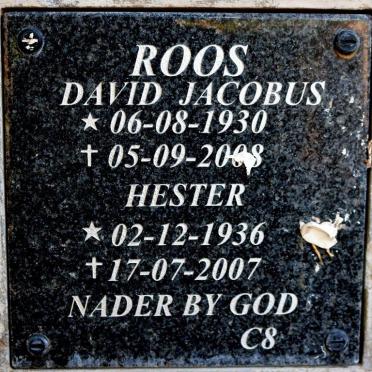 ROOS
DAVID JACOBUS
★ 06-08-1930
✝ 05-09-2008
HESTER
★ 02-12-1936
✝ 17-07-2007
NADER BY GOD
C8